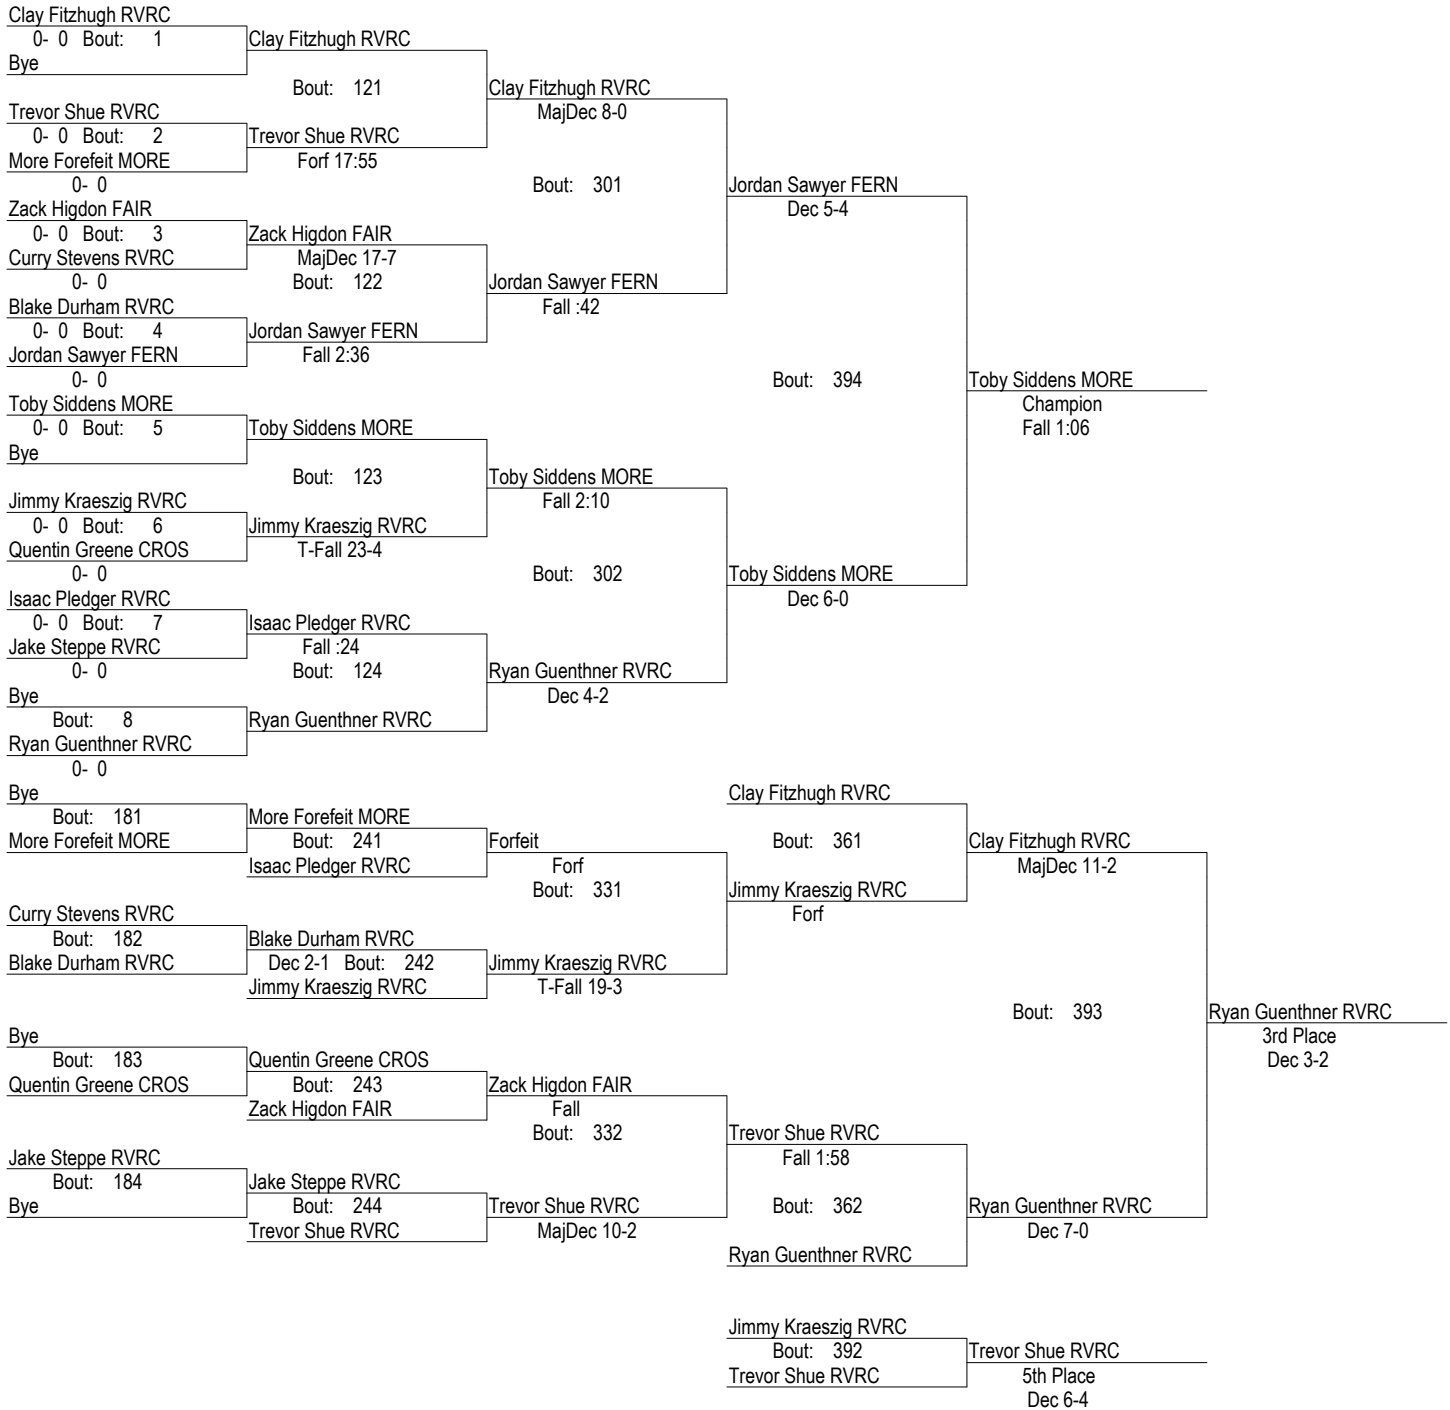 Clay Fitzhugh RVRC
0- 0 Bout: 1
Clay Fitzhugh RVRC
Bye
Bout: 121
Clay Fitzhugh RVRC
Trevor Shue RVRC
MajDec 8-0
0- 0 Bout: 2
Trevor Shue RVRC
More Forefeit MORE
Forf 17:55
0- 0
Bout: 301
Jordan Sawyer FERN
Zack Higdon FAIR
Dec 5-4
0- 0 Bout: 3
Zack Higdon FAIR
Curry Stevens RVRC
MajDec 17-7
0- 0
Bout: 122
Jordan Sawyer FERN
Blake Durham RVRC
Fall :42
0- 0 Bout: 4
Jordan Sawyer FERN
Jordan Sawyer FERN
Fall 2:36
0- 0
Bout: 394
Toby Siddens MORE
Toby Siddens MORE
Champion
0- 0 Bout: 5
Toby Siddens MORE
Fall 1:06
Bye
Bout: 123
Toby Siddens MORE
Jimmy Kraeszig RVRC
Fall 2:10
0- 0 Bout: 6
Jimmy Kraeszig RVRC
Quentin Greene CROS
T-Fall 23-4
0- 0
Bout: 302
Toby Siddens MORE
Isaac Pledger RVRC
Dec 6-0
0- 0 Bout: 7
Isaac Pledger RVRC
Jake Steppe RVRC
Fall :24
0- 0
Bout: 124
Ryan Guenthner RVRC
Bye
Dec 4-2
Bout: 8
Ryan Guenthner RVRC
Ryan Guenthner RVRC
0- 0
Bye
Clay Fitzhugh RVRC
Bout: 181
More Forefeit MORE
More Forefeit MORE
Bout: 241
Forfeit
Bout: 361
Clay Fitzhugh RVRC
Isaac Pledger RVRC
Forf
MajDec 11-2
Bout: 331
Jimmy Kraeszig RVRC
Curry Stevens RVRC
Forf
Bout: 182
Blake Durham RVRC
Blake Durham RVRC
Dec 2-1 Bout: 242
Jimmy Kraeszig RVRC
Jimmy Kraeszig RVRC
T-Fall 19-3
Bout: 393
Ryan Guenthner RVRC
Bye
3rd Place
Bout: 183
Quentin Greene CROS
Dec 3-2
Quentin Greene CROS
Bout: 243
Zack Higdon FAIR
Zack Higdon FAIR
Fall
Bout: 332
Trevor Shue RVRC
Jake Steppe RVRC
Fall 1:58
Bout: 184
Jake Steppe RVRC
Bye
Bout: 244
Trevor Shue RVRC
Bout: 362
Ryan Guenthner RVRC
Trevor Shue RVRC
MajDec 10-2
Dec 7-0
Ryan Guenthner RVRC
Jimmy Kraeszig RVRC
Bout: 392
Trevor Shue RVRC
Trevor Shue RVRC
5th Place
Dec 6-4